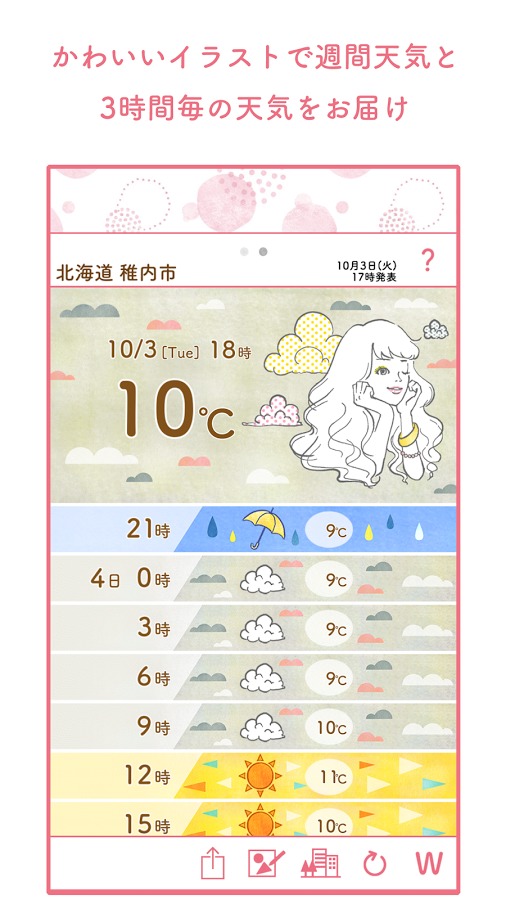 かわいいイラストで週間天気と
3時間毎の天気をお届け
北海道 稚内市
10月3日(火)
17時発表
?
10/3 [Tue] 18時
10℃
21時 9℃
4日 0時 9℃
3時 9℃
6時 9℃
9時 10℃
12時 11℃
15時 10℃
W